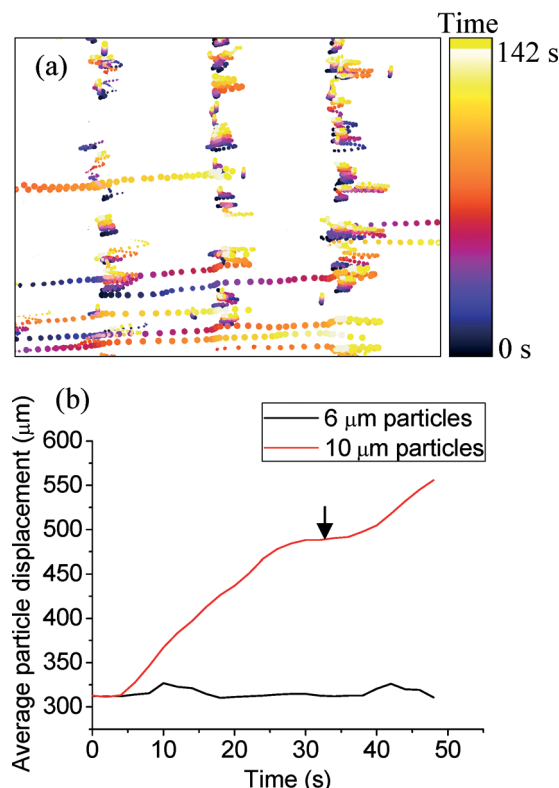 Time
(a)
142 s
0 s
(b)
6 μm particles
10 μm particles
Average particle displacement (μm)
600
550
500
450
400
350
300
0 10 20 30 40 50
Time (s)